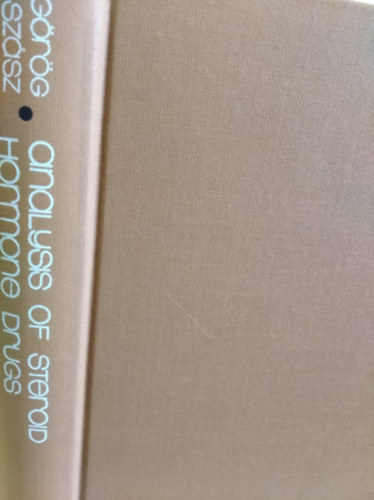 GÖRÖG
SZÁSZ
•
analysis of steroid
Hormone Drugs